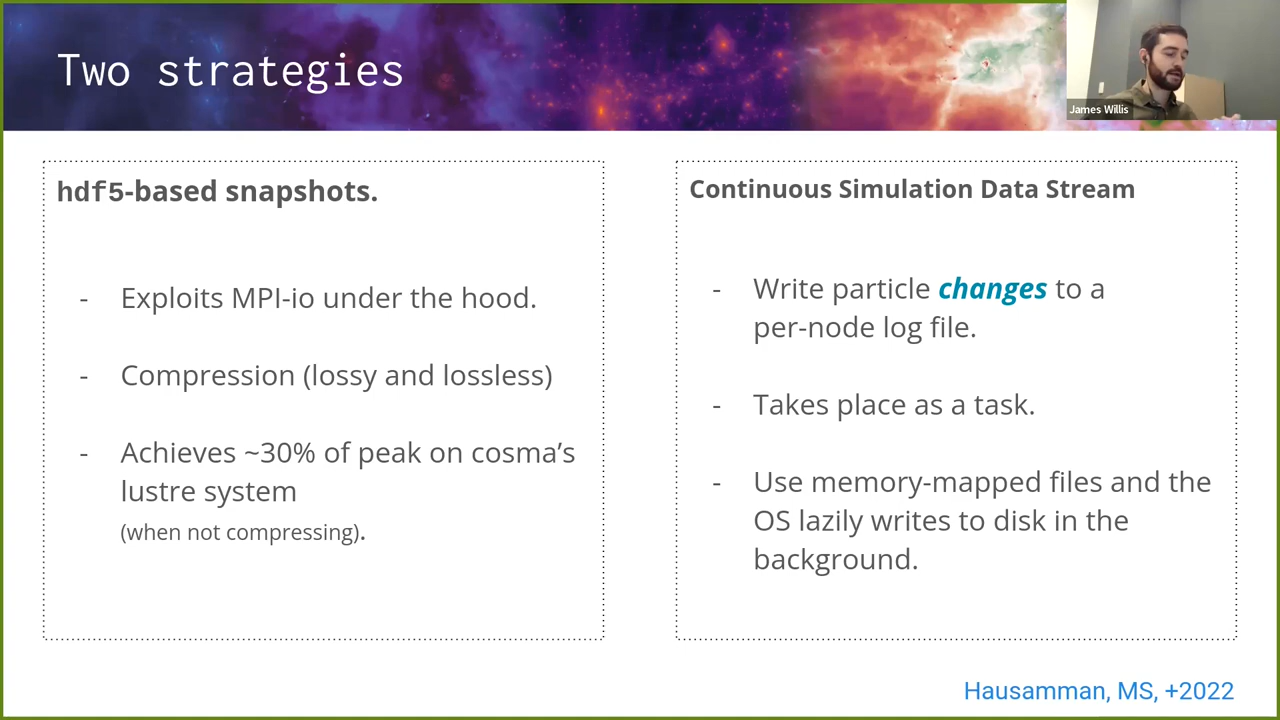 Two strategies
James Willis
hdf5-based snapshots.
- Exploits MPI-io under the hood.
- Compression (lossy and lossless)
- Achieves ~30% of peak on cosma’s
lustre system
(when not compressing).
Continuous Simulation Data Stream
- Write particle changes to a
per-node log file.
- Takes place as a task.
- Use memory-mapped files and the
OS lazily writes to disk in the
background.
Hausamman, MS, +2022